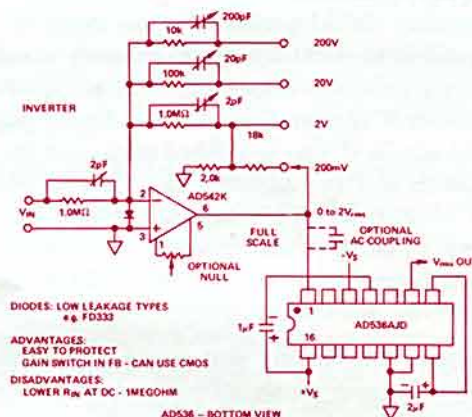 200pF
10k
200V
20pF
100k
20V
INVERTER
2pF
1.0MΩ
2V
18k
200mV
2pF
2,0k
AD542K
VIN
1.0MΩ
2
6
3
5
1
0 to 2Vrms
FULL SCALE
OPTIONAL AC COUPLING
OPTIONAL NULL
-VS
Vrms OUT
DIODES: LOW LEAKAGE TYPES
e.g. FD333
1μF
1
AD536AJD
16
ADVANTAGES:
EASY TO PROTECT
GAIN SWITCH IN FB - CAN USE CMOS
DISADVANTAGES:
LOWER RIN AT DC - 1MEGOHM
+VS
2μF
AD536 - BOTTOM VIEW